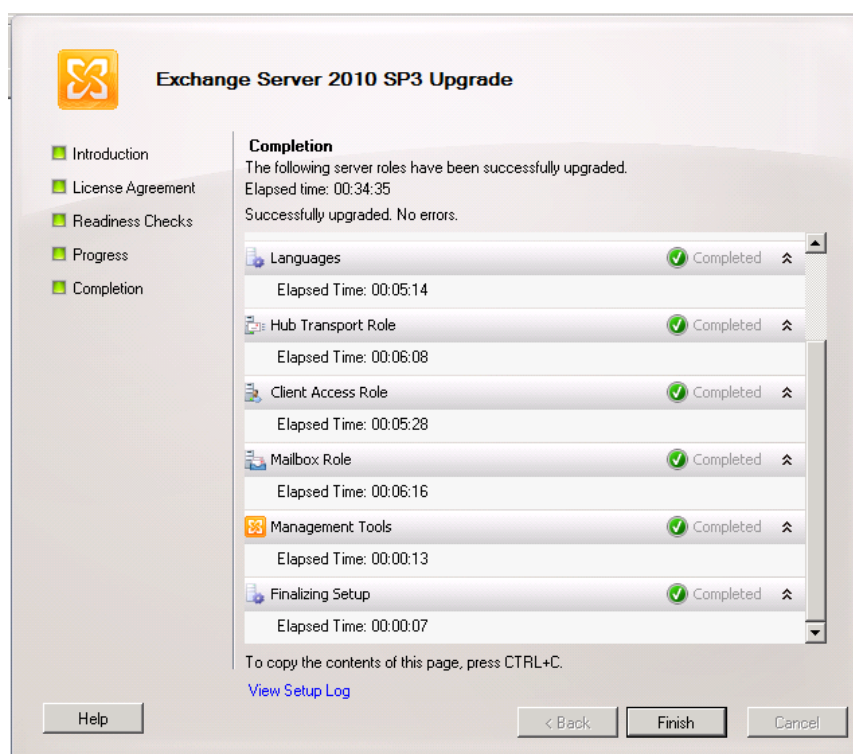 Exchange Server 2010 SP3 Upgrade
Introduction
License Agreement
Readiness Checks
Progress
Completion
Completion
The following server roles have been successfully upgraded.
Elapsed time: 00:34:35
Successfully upgraded. No errors.
Languages Completed
Elapsed Time: 00:05:14
Hub Transport Role Completed
Elapsed Time: 00:06:08
Client Access Role Completed
Elapsed Time: 00:05:28
Mailbox Role Completed
Elapsed Time: 00:06:16
Management Tools Completed
Elapsed Time: 00:00:13
Finalizing Setup Completed
Elapsed Time: 00:00:07
To copy the contents of this page, press CTRL+C.
View Setup Log
Help < Back Finish Cancel